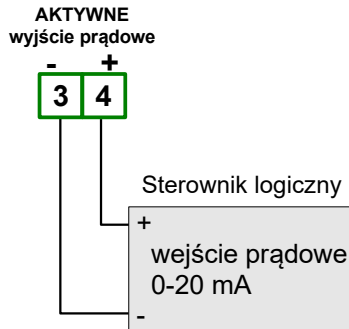 AKTYWNE
wyjście prądowe
- +
3 4
Sterownik logiczny
+
wejście prądowe
0-20 mA
-